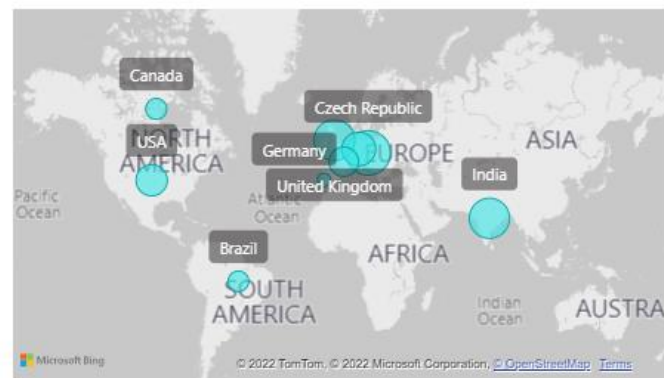 Canada
Czech Republic
USA
NORTH
AMERICA
Germany
EUROPE
ASIA
United Kingdom
India
Pacific
Ocean
Atlantic
Ocean
Brazil
AFRICA
SOUTH
AMERICA
Indian
Ocean
AUSTRA
Microsoft Bing
© 2022 TomTom, © 2022 Microsoft Corporation, © OpenStreetMap Terms